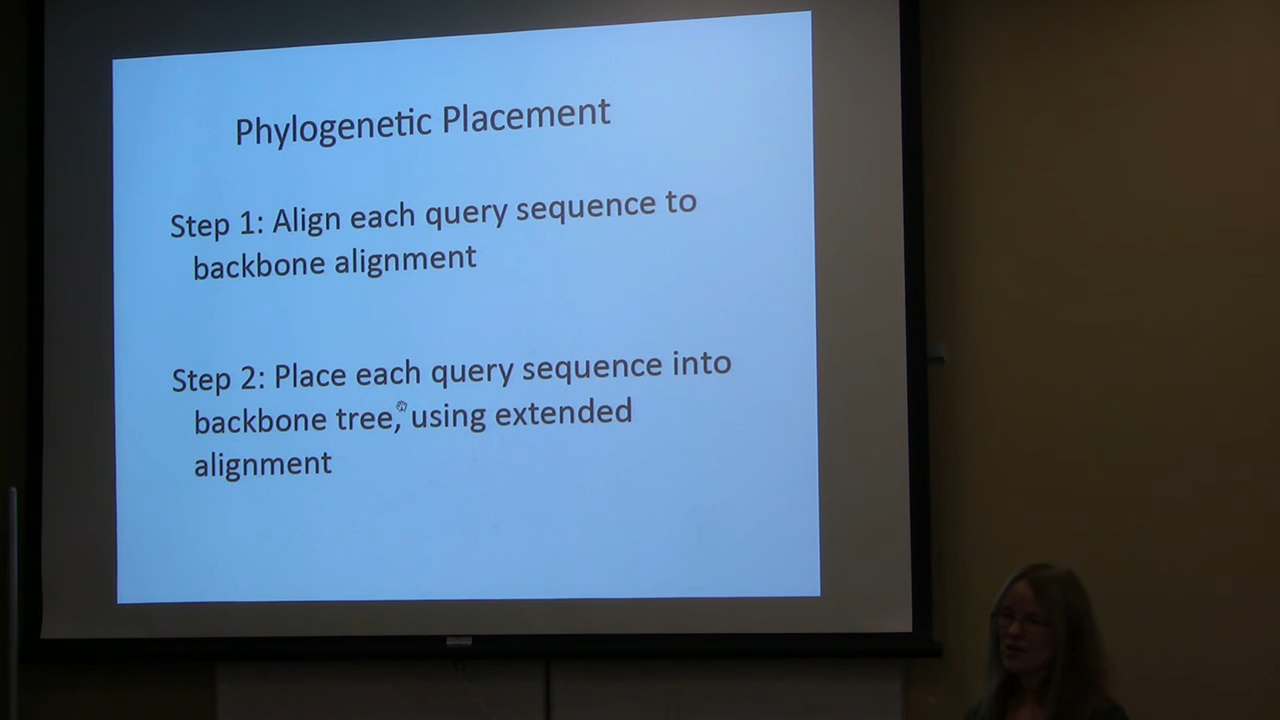 Phylogenetic Placement
Step 1: Align each query sequence to
backbone alignment
Step 2: Place each query sequence into
backbone tree, using extended
alignment